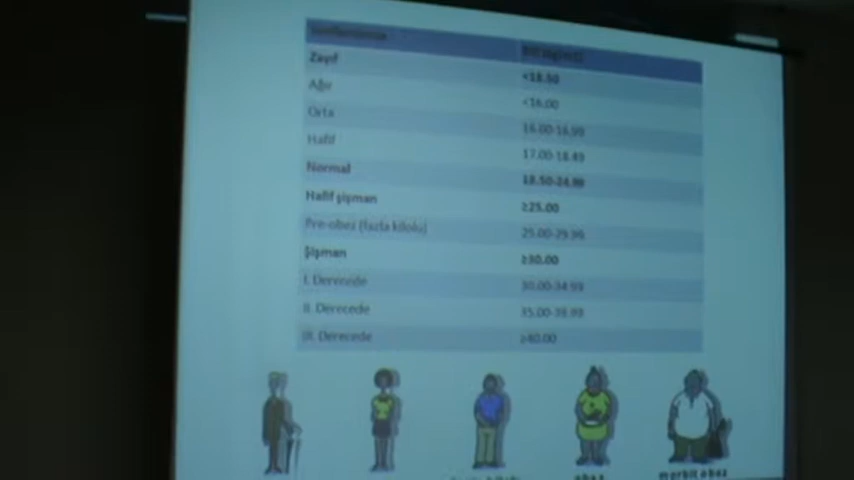 Zayıf <18.50
Ağır <16.00
Orta 16.00-16.99
Hafif 17.00-18.49
Normal 18.50-24.99
Hafif şişman ≥25.00
Pre-obez (fazla kilolu) 25.00-29.99
Şişman ≥30.00
I. Derecede 30.00-34.99
II. Derecede 35.00-39.99
III. Derecede ≥40.00
obez morbit obez